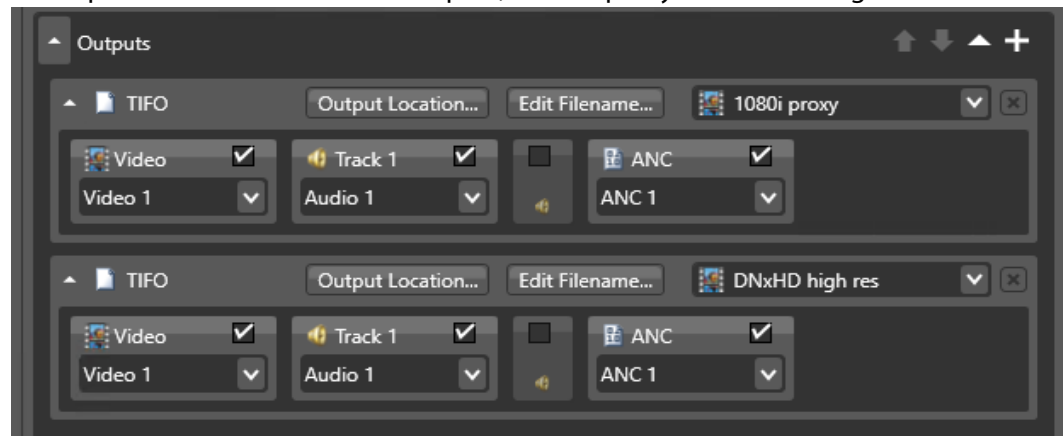 Outputs
TIFO Output Location... Edit Filename... 1080i proxy
Video Track 1 ANC
Video 1 Audio 1 ANC 1
TIFO Output Location... Edit Filename... DNxHD high res
Video Track 1 ANC
Video 1 Audio 1 ANC 1